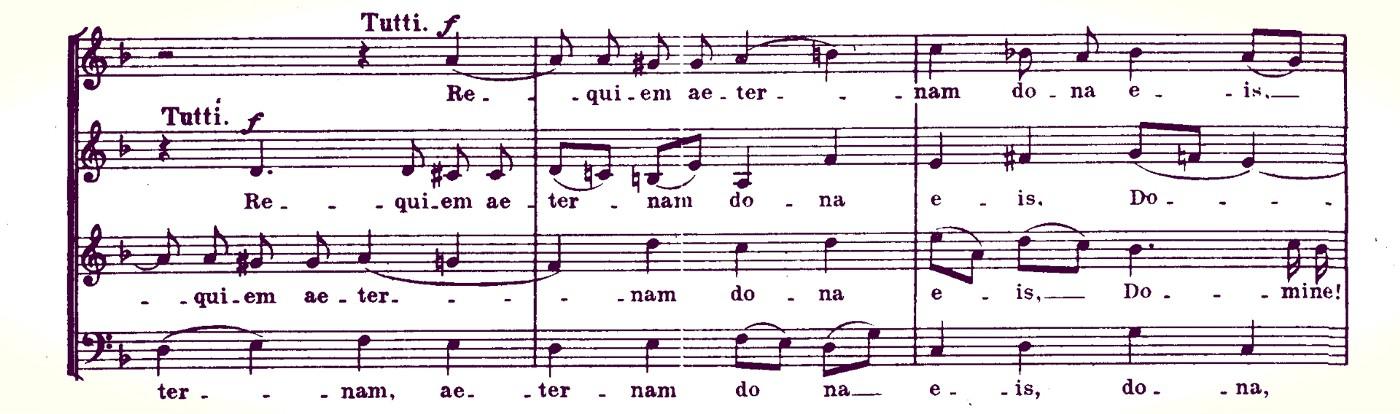 Tutti. f
Re - - qui - em ae - ter - - - nam do - na e - - is.
Tutti. f
Re - - - qui - em ae - ter - nam do - na e - is. Do - - - -
- - qui - em ae - ter - - - - - nam do - na e - is, Do - - - mine!
ter - - - nam, ae - - ter - nam do na e - - is, do - - na,